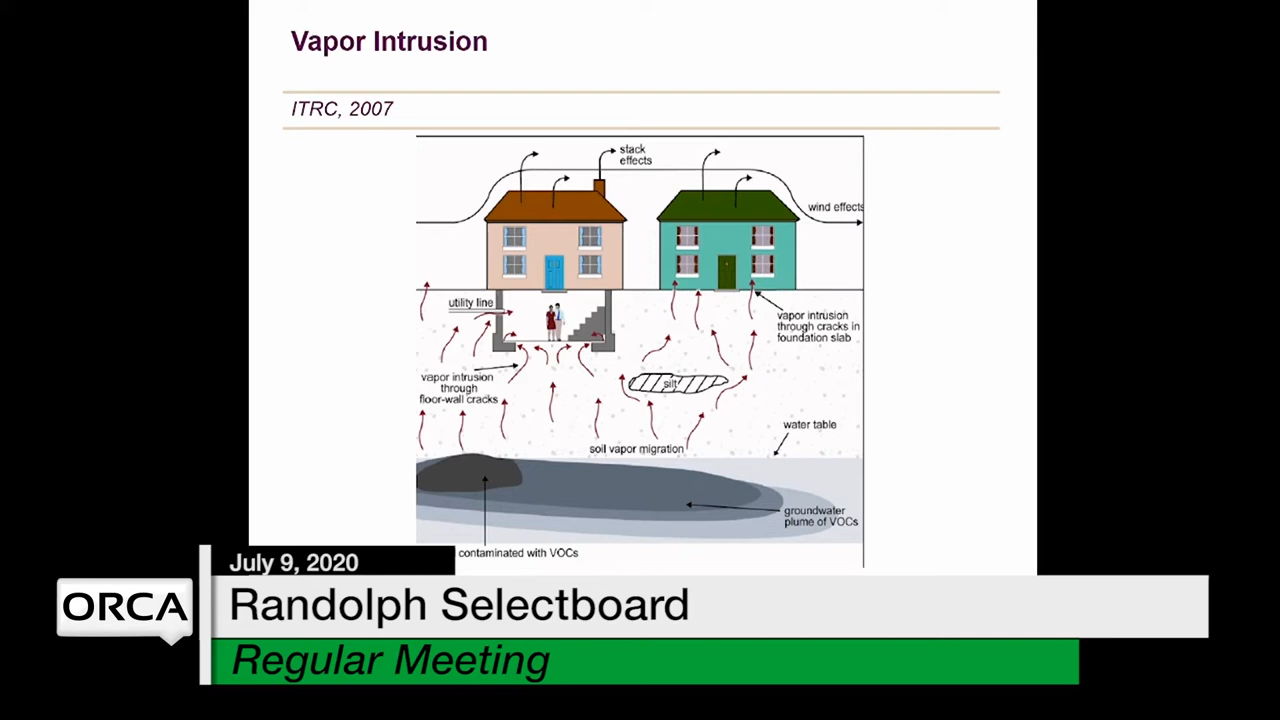 Vapor Intrusion
ITRC, 2007
stack
effects
wind effects
utility line
vapor intrusion
through cracks in
foundation slab
vapor intrusion
through
floor-wall cracks
silt
water table
soil vapor migration
groundwater
plume of VOCs
contaminated with VOCs
July 9, 2020
ORCA
Randolph Selectboard
Regular Meeting